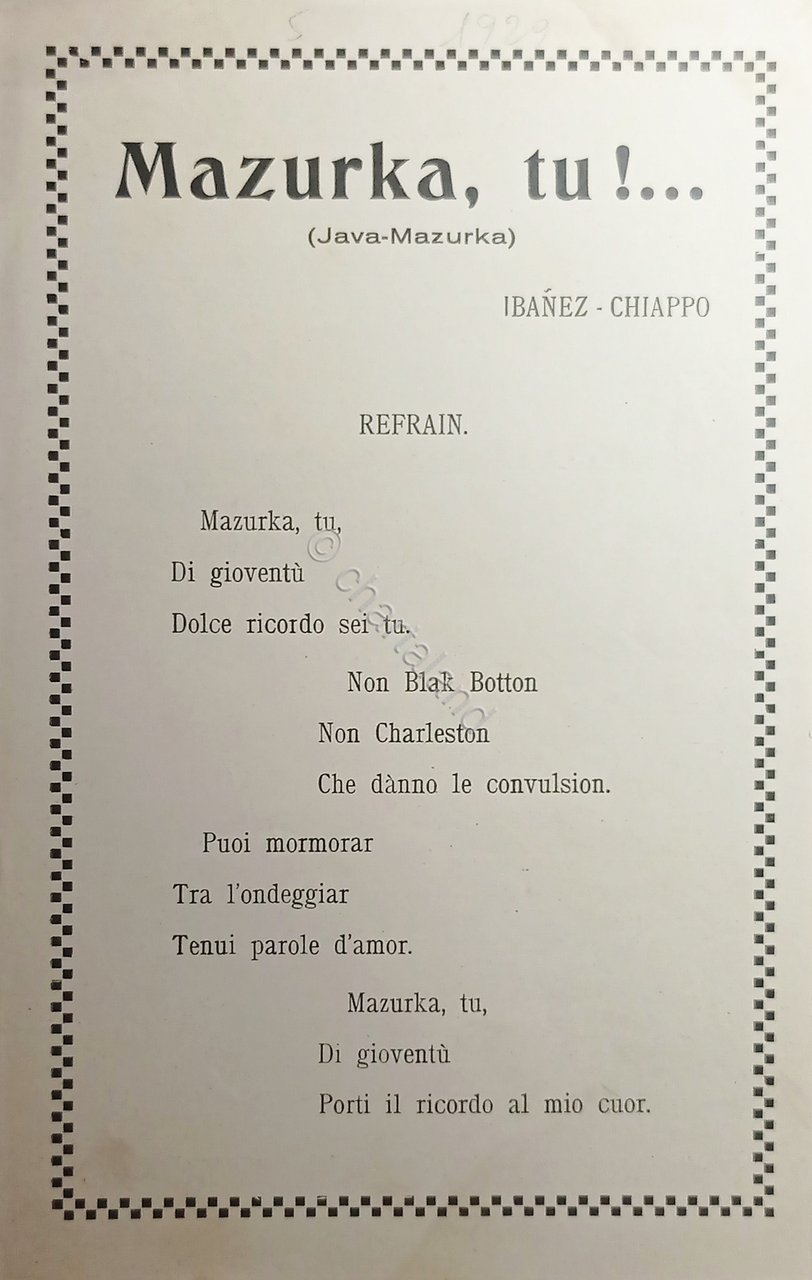 1929
Mazurka, tu!...
(Java-Mazurka)
IBAÑEZ - CHIAPPO
REFRAIN.
Mazurka, tu,
Di gioventù
Dolce ricordo sei tu.
Non Blak Botton
Non Charleston
Che dànno le convulsion.
Puoi mormorar
Tra l'ondeggiar
Tenui parole d'amor.
Mazurka, tu,
Di gioventù
Porti il ricordo al mio cuor.
© chartaland